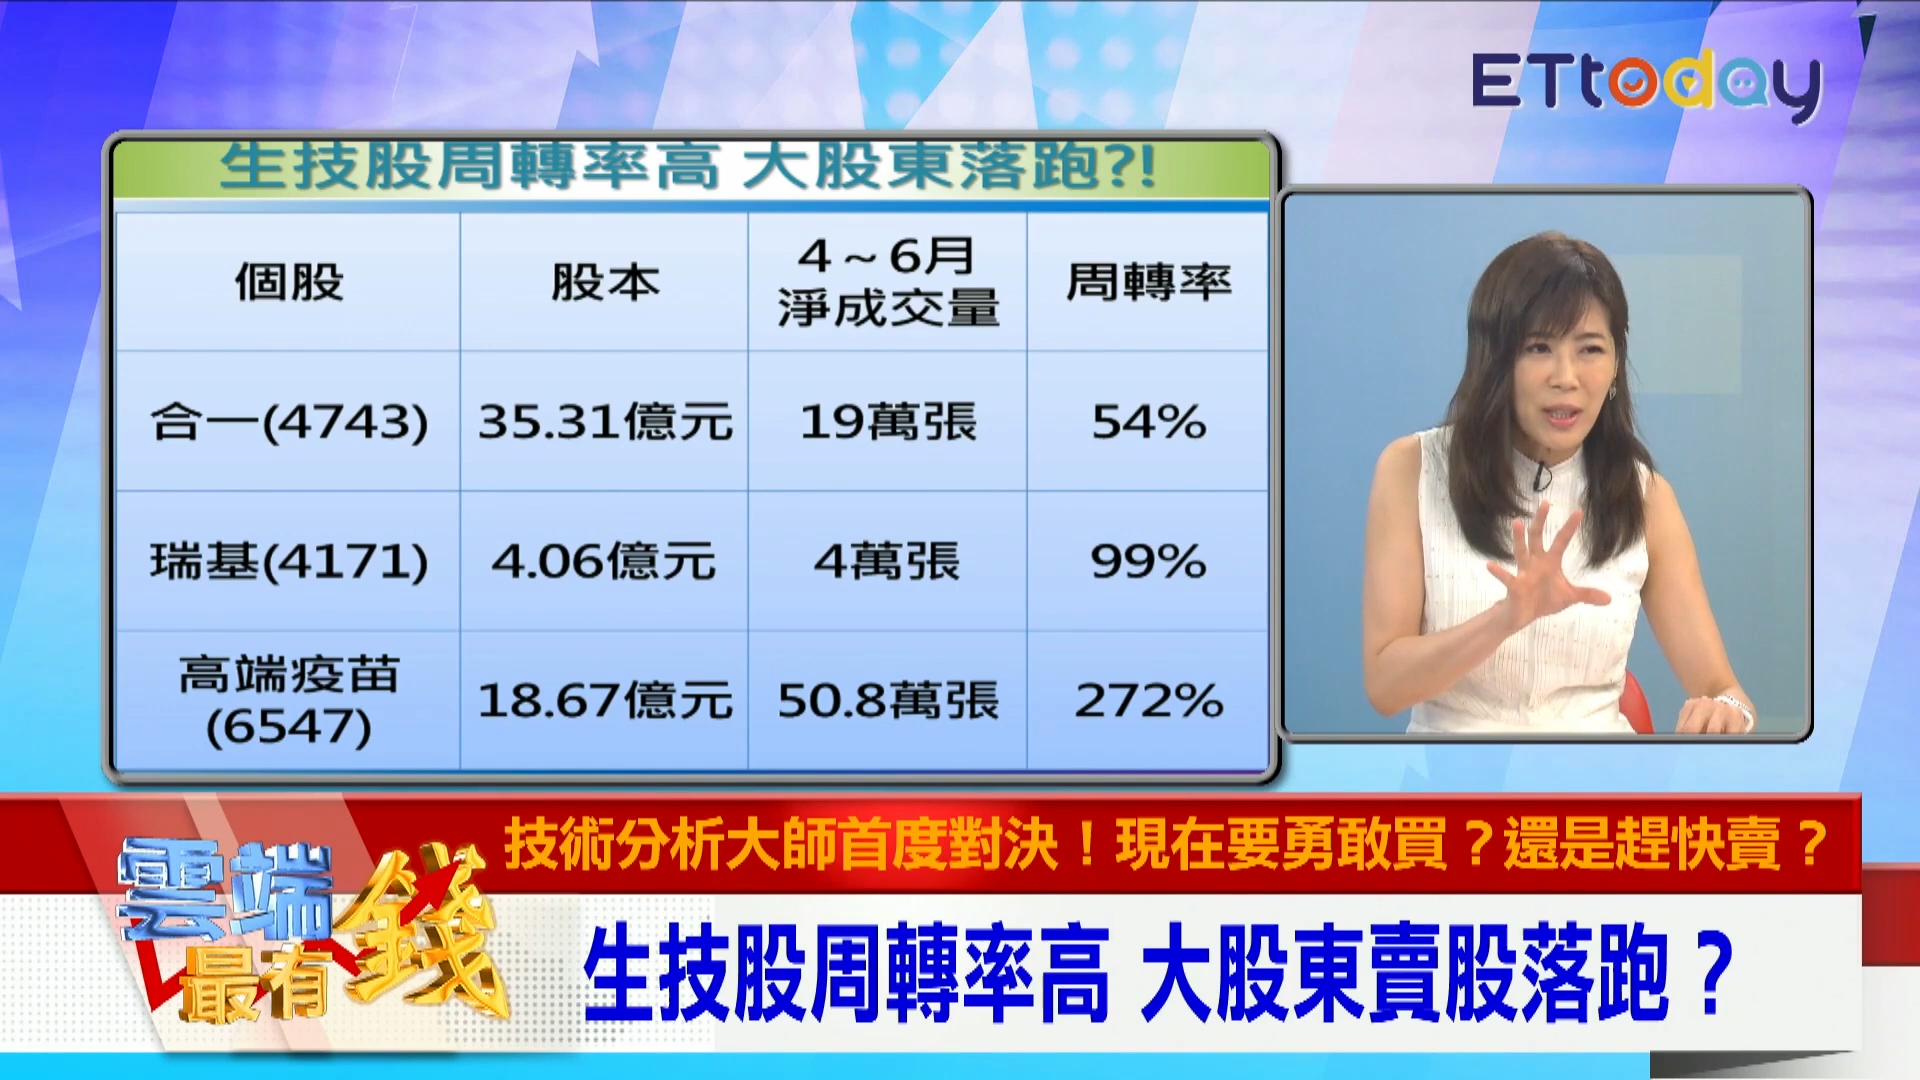 ETtoday
生技股周轉率高 大股東落跑?!
個股
股本
4～6月
淨成交量
周轉率
合一(4743)
35.31億元
19萬張
54%
瑞基(4171)
4.06億元
4萬張
99%
高端疫苗
(6547)
18.67億元
50.8萬張
272%
技術分析大師首度對決！現在要勇敢買？還是趕快賣？
雲端
最有
錢
生技股周轉率高 大股東賣股落跑？